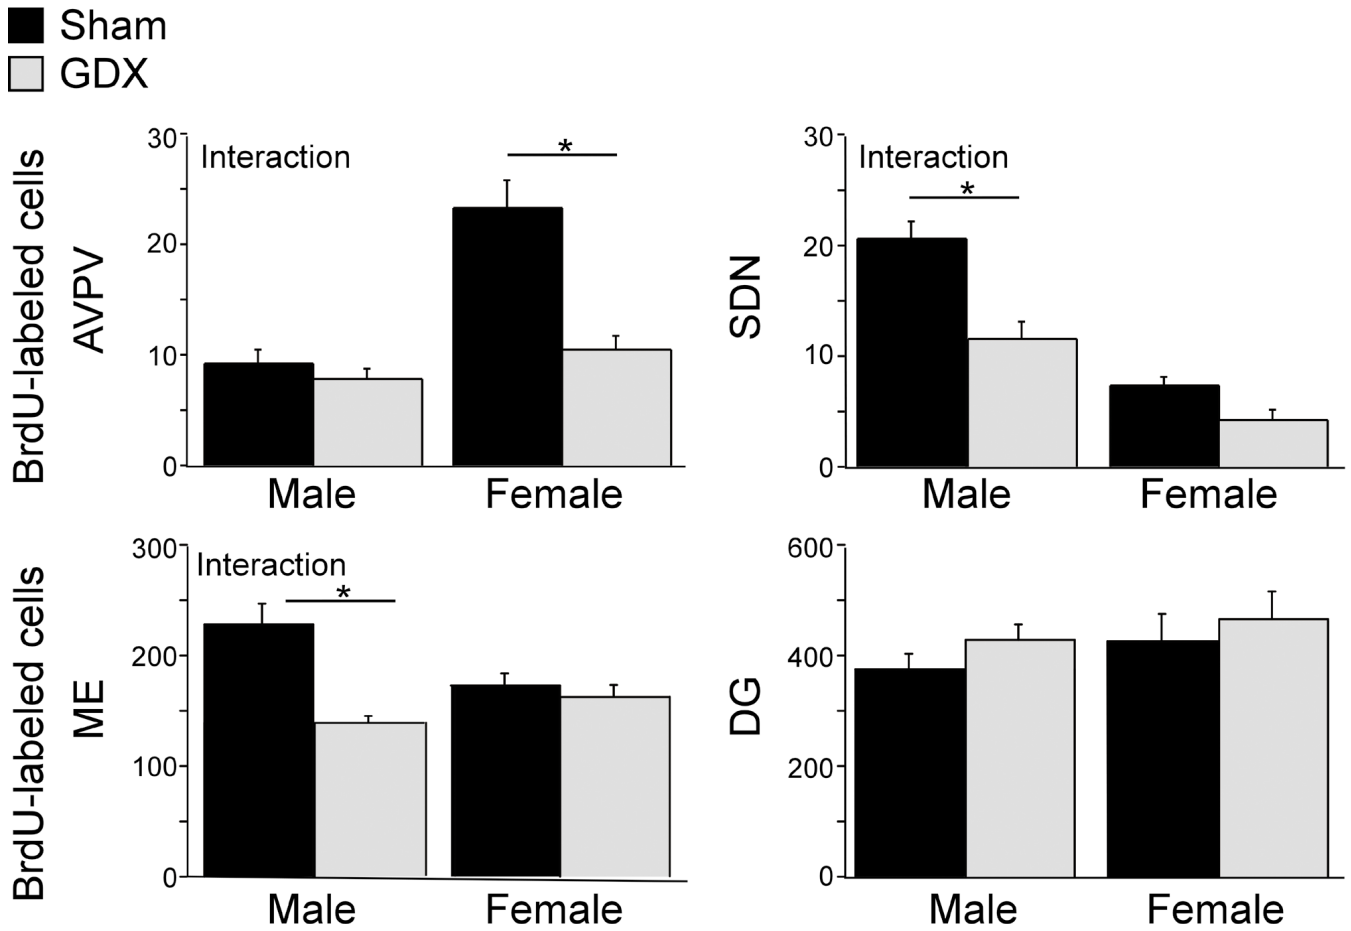 Sham
GDX
BrdU-labeled cells
AVPV
30
20
10
0
Interaction
*
Male
Female
SDN
30
20
10
0
Interaction
*
Male
Female
BrdU-labeled cells
ME
300
200
100
0
Interaction
*
Male
Female
DG
600
400
200
0
Male
Female